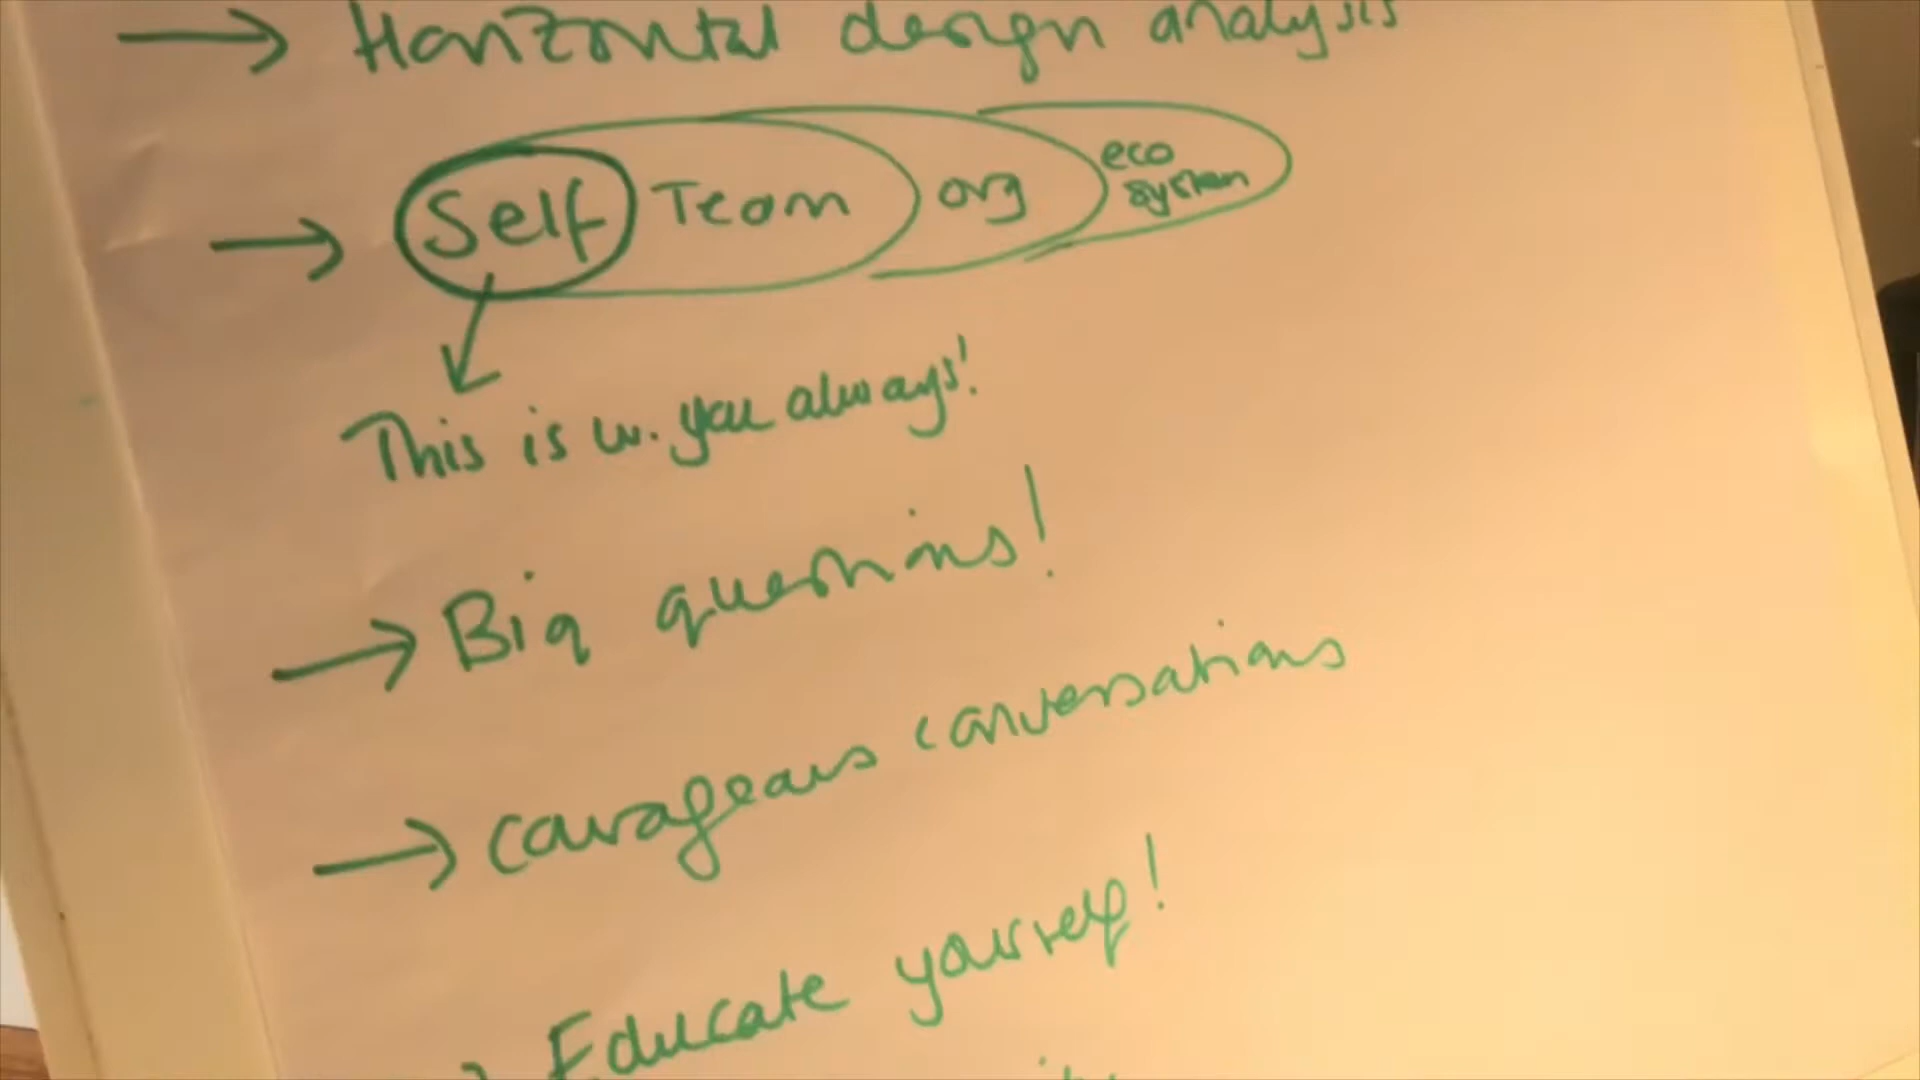 → Horizontal design analysis
→ Self Team org eco system
This is w. you always!
→ Big questions!
→ Courageous conversations
Educate yourself!